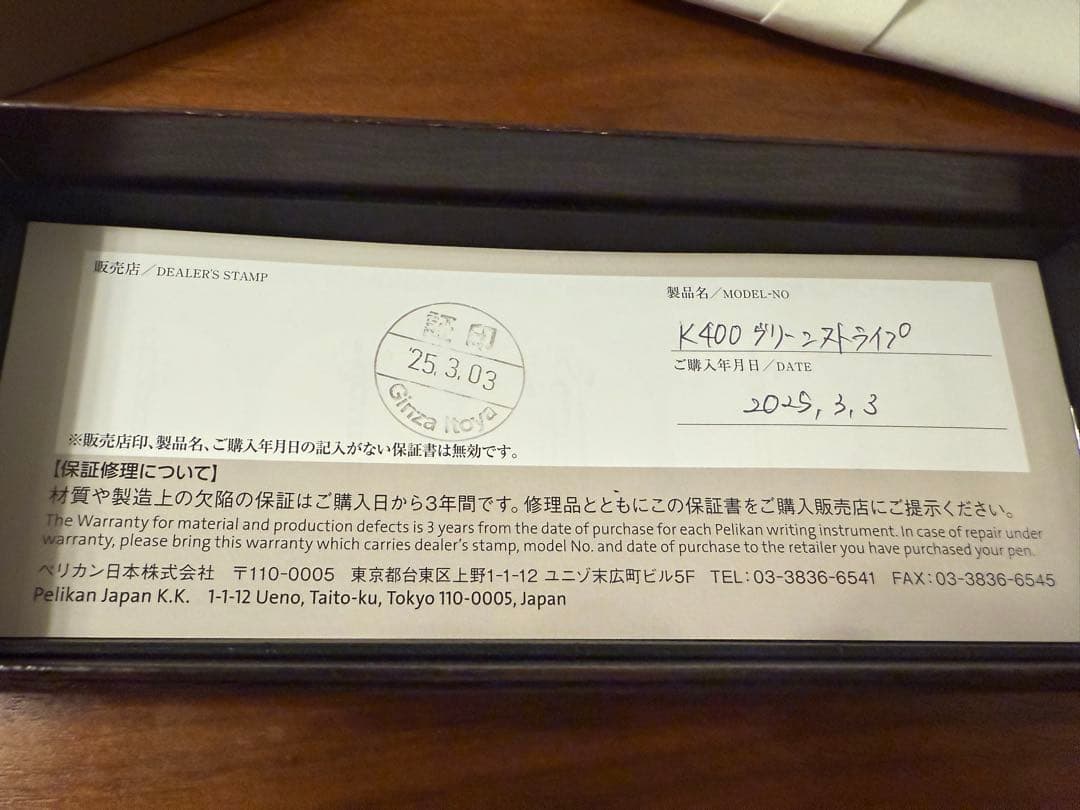 販売店/DEALER'S STAMP
証印
'25.3.03
Ginza Itoya
製品名/MODEL-NO
K400 グリーンストライプ
ご購入年月日/DATE
2025,3,3
※販売店印、製品名、ご購入年月日の記入がない保証書は無効です。
【保証修理について】
材質や製造上の欠陥の保証はご購入日から3年間です。修理品とともにこの保証書をご購入販売店にご提示ください。
The Warranty for material and production defects is 3 years from the date of purchase for each Pelikan writing instrument. In case of repair under
warranty, please bring this warranty which carries dealer's stamp, model No. and date of purchase to the retailer you have purchased your pen.
ペリカン日本株式会社 〒110-0005 東京都台東区上野1-1-12 ユニゾ末広町ビル5F TEL:03-3836-6541 FAX:03-3836-6545
Pelikan Japan K.K. 1-1-12 Ueno, Taito-ku, Tokyo 110-0005, Japan